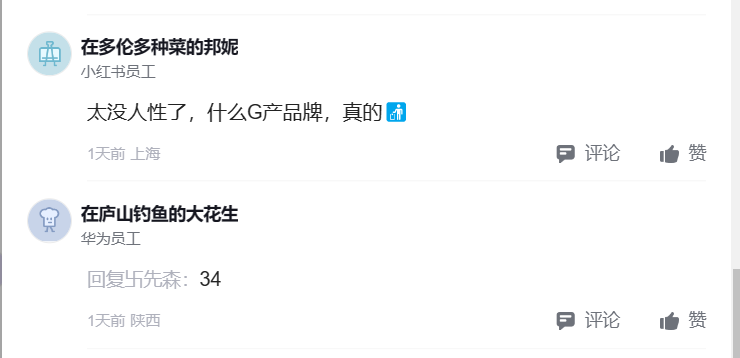 在多伦多种菜的邦妮
小红书员工
太没人性了，什么G产品牌，真的🚮
1天前 上海
评论 赞
在庐山钓鱼的大花生
华为员工
回复卐先森：34
1天前 陕西
评论 赞